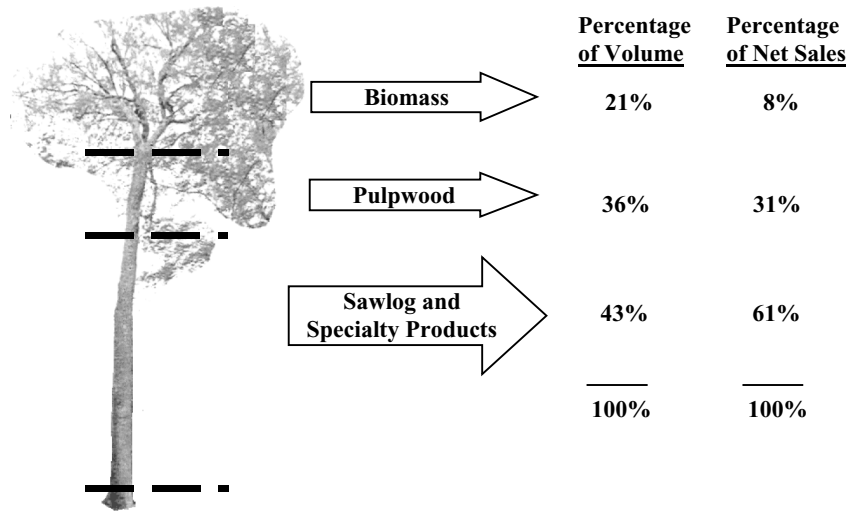 Percentage Percentage
of Volume of Net Sales
Biomass 21% 8%
Pulpwood 36% 31%
Sawlog and
Specialty Products 43% 61%
100% 100%